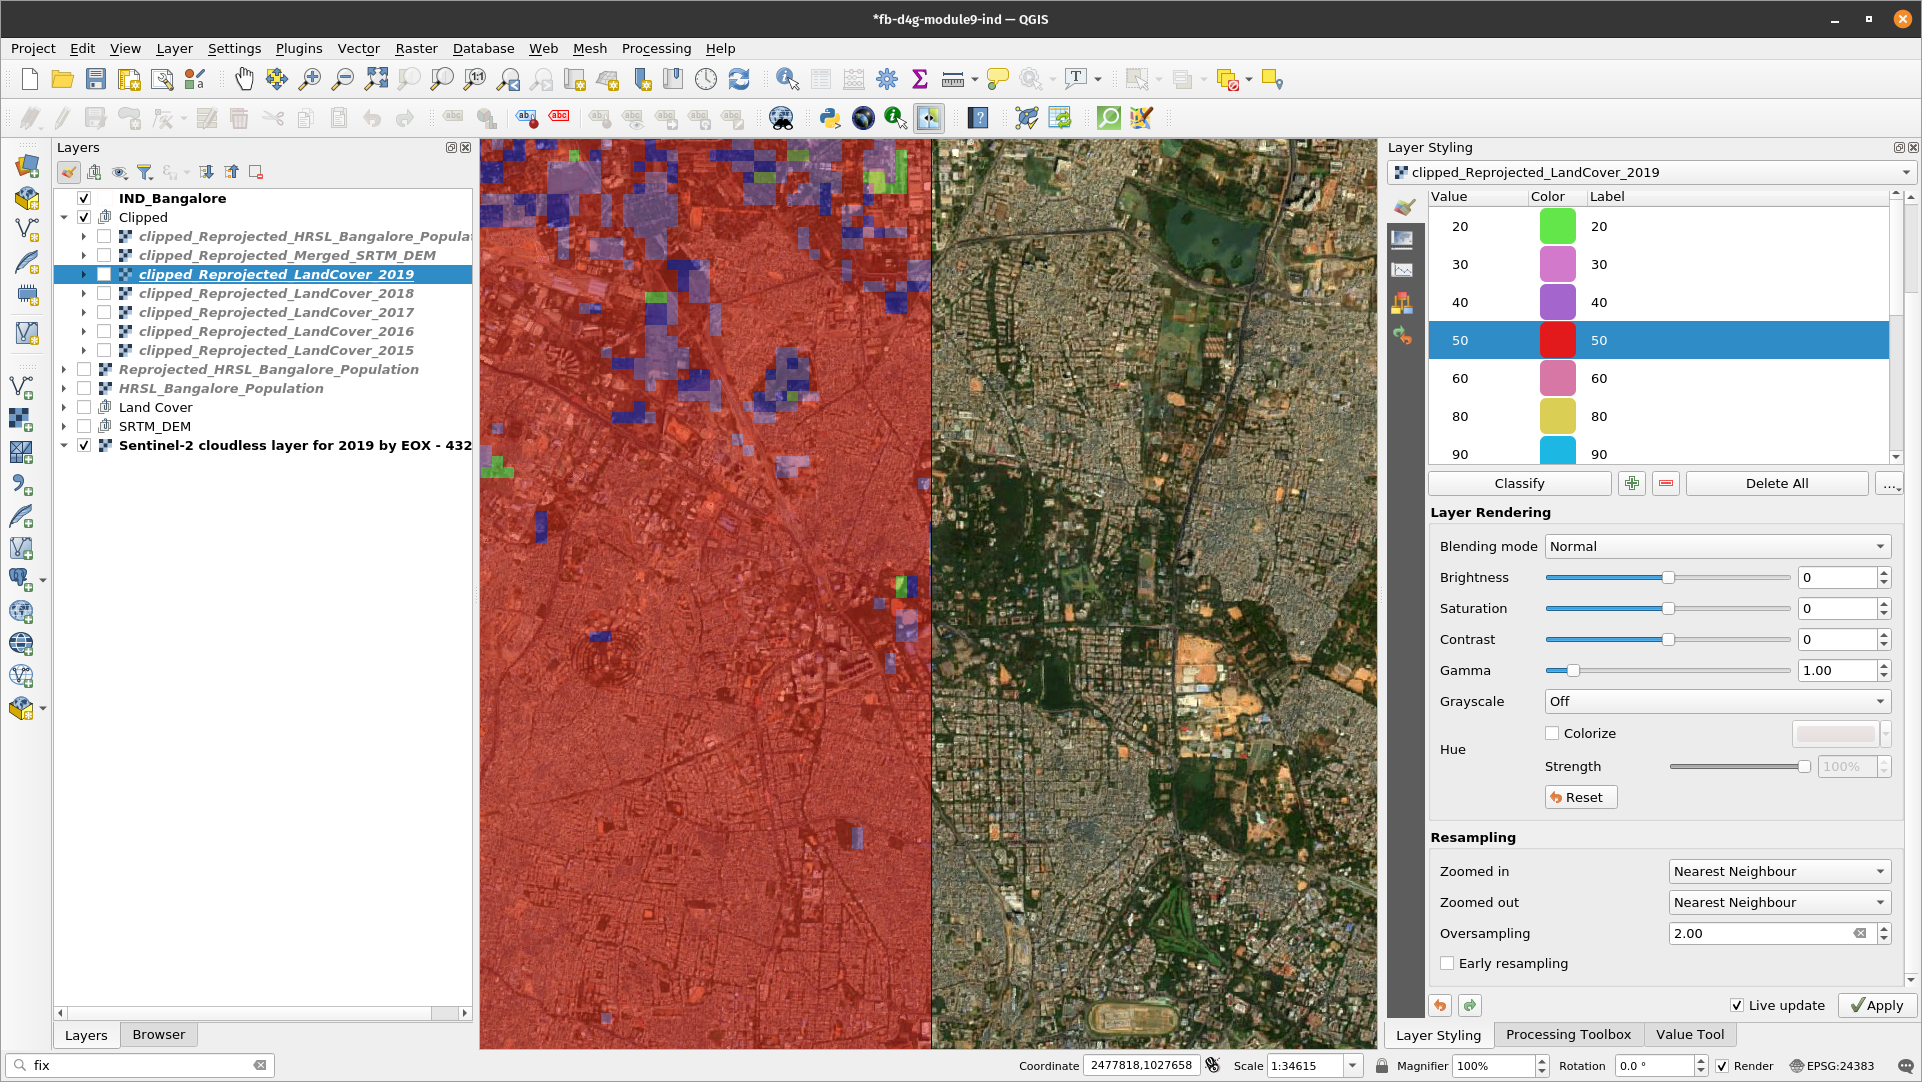 *fb-d4g-module9-ind — QGIS
Project Edit View Layer Settings Plugins Vector Raster Database Web Mesh Processing Help
Layers
IND_Bangalore
Clipped
clipped_Reprojected_HRSL_Bangalore_Popula
clipped_Reprojected_Merged_SRTM_DEM
clipped_Reprojected_LandCover_2019
clipped_Reprojected_LandCover_2018
clipped_Reprojected_LandCover_2017
clipped_Reprojected_LandCover_2016
clipped_Reprojected_LandCover_2015
Reprojected_HRSL_Bangalore_Population
HRSL_Bangalore_Population
Land Cover
SRTM_DEM
Sentinel-2 cloudless layer for 2019 by EOX - 432
Layers Browser
Layer Styling
clipped_Reprojected_LandCover_2019
Value Color Label
20 20
30 30
40 40
50 50
60 60
80 80
90 90
Classify Delete All ...
Layer Rendering
Blending mode Normal
Brightness 0
Saturation 0
Contrast 0
Gamma 1.00
Grayscale Off
Hue Colorize
Strength 100%
Reset
Resampling
Zoomed in Nearest Neighbour
Zoomed out Nearest Neighbour
Oversampling 2.00
Early resampling
Live update Apply
Layer Styling Processing Toolbox Value Tool
fix Coordinate 2477818,1027658 Scale 1:34615 Magnifier 100% Rotation 0.0 ° Render EPSG:24383